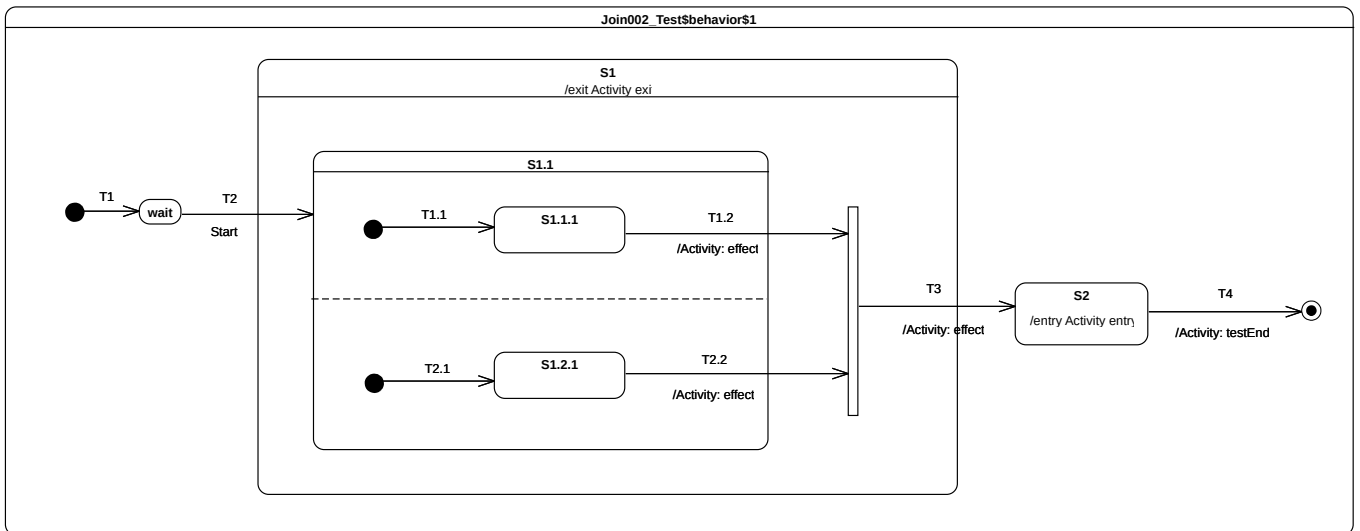 Join002_Test$behavior$1
S1
/exit Activity exi
S1.1
T1
T2
wait
Start
T1.1
S1.1.1
T1.2
/Activity: effect
T3
/Activity: effect
S2
/entry Activity entry
T4
/Activity: testEnd
T2.1
S1.2.1
T2.2
/Activity: effect